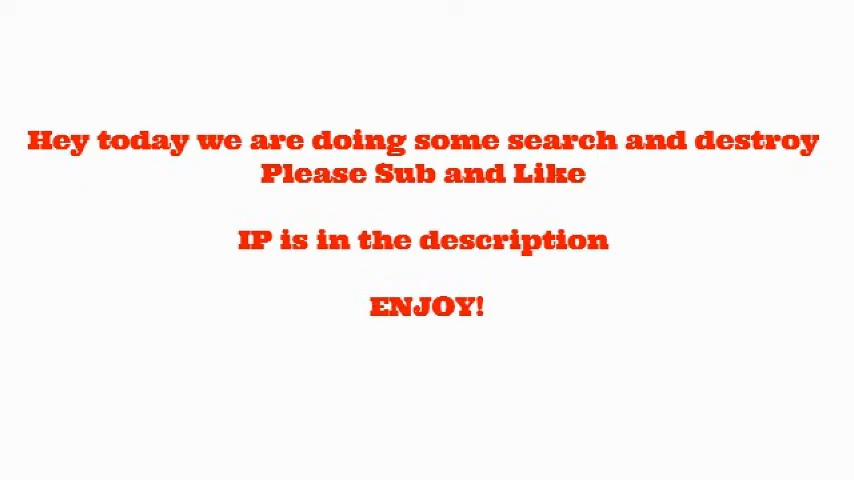 Hey today we are doing some search and destroy
Please Sub and Like
IP is in the description
ENJOY!